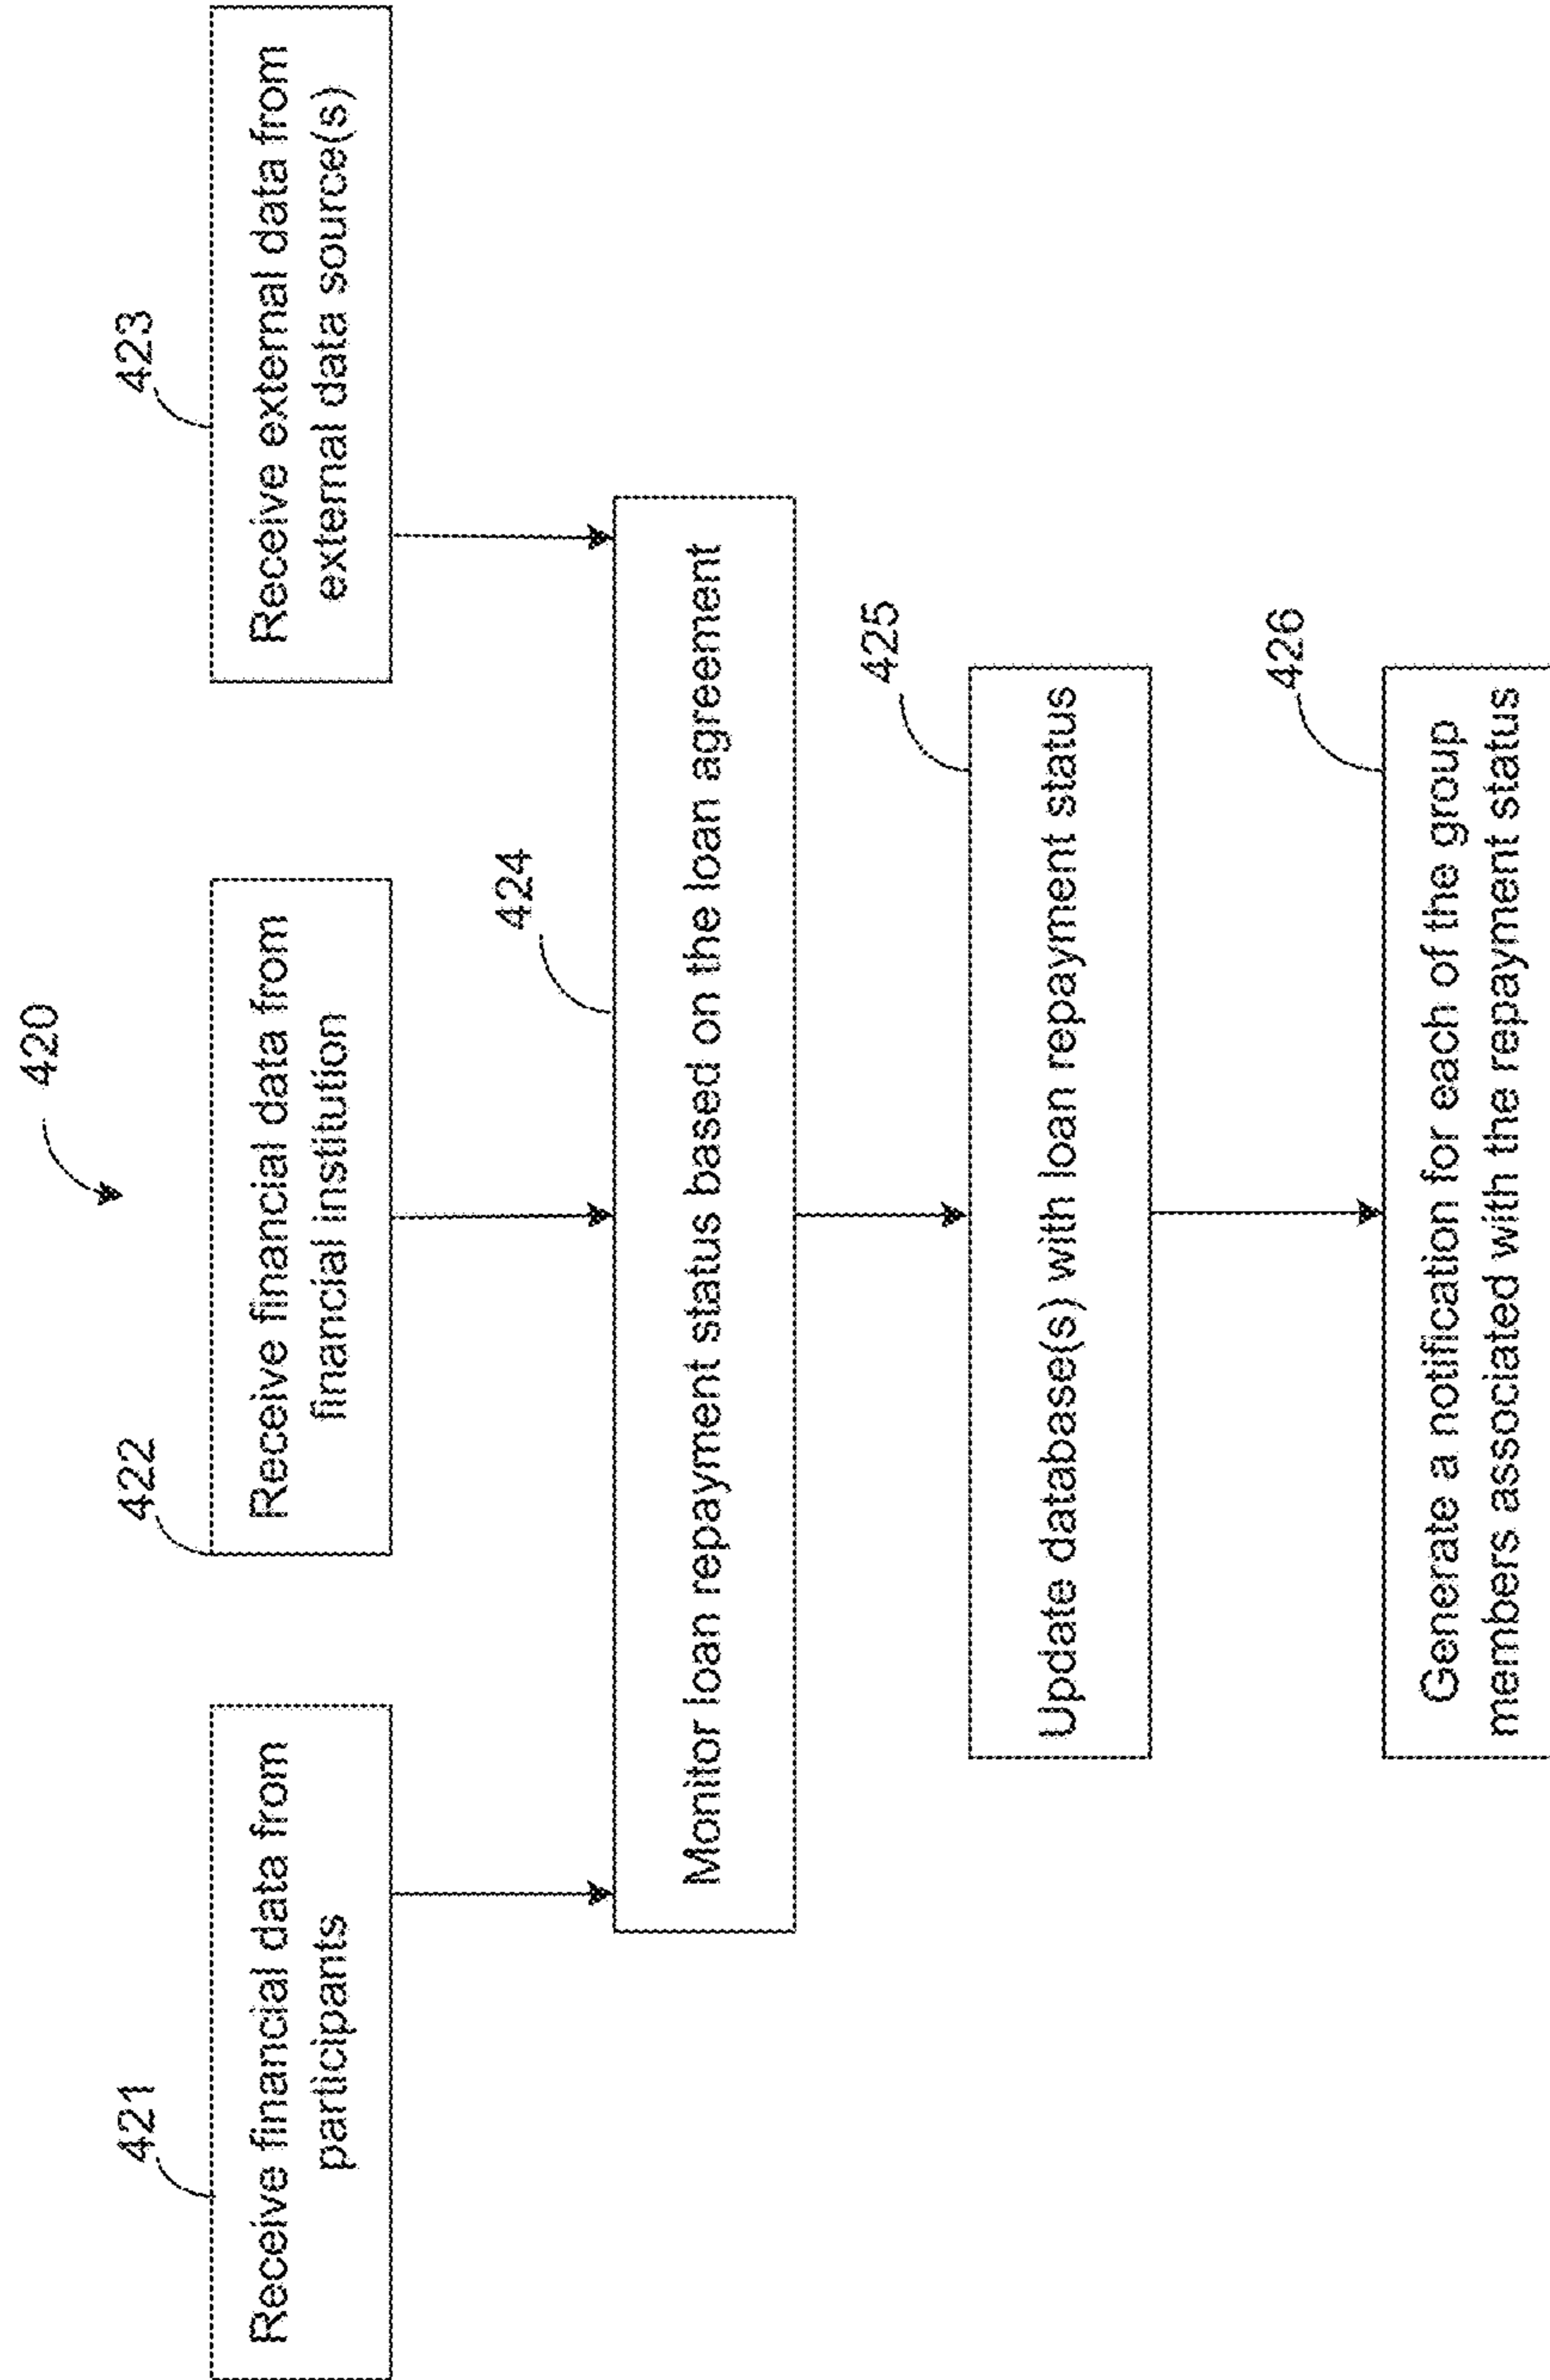 420
421
Receive financial data from
participants
422
Receive financial data from
financial institution
423
Receive external data from
external data source(s)
424
Monitor loan repayment status based on the loan agreement
425
Update database(s) with loan repayment status
426
Generate a notification for each of the group
members associated with the repayment status